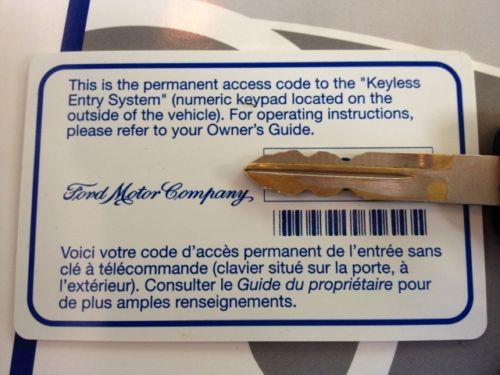 This is the permanent access code to the "Keyless
Entry System" (numeric keypad located on the
outside of the vehicle). For operating instructions,
please refer to your Owner's Guide.
Ford Motor Company,
Voici votre code d'accès permanent de l'entrée sans
clé à télécommande (clavier situé sur la porte, à
l'extérieur). Consulter le Guide du propriétaire pour
de plus amples renseignements.